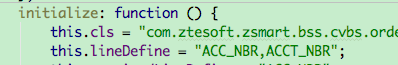 initialize: function () {
this.cls = "com.ztesoft.zsmart.bss.cvbs.orde
this.lineDefine = "ACC_NBR,ACCT_NBR";